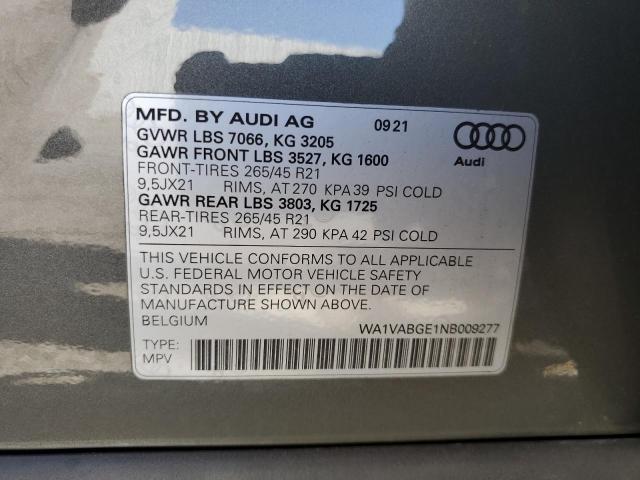 MFD. BY AUDI AG 09 21
GVWR LBS 7066, KG 3205
GAWR FRONT LBS 3527, KG 1600
FRONT-TIRES 265/45 R21
9,5JX21 RIMS, AT 270 KPA 39 PSI COLD
GAWR REAR LBS 3803, KG 1725
REAR-TIRES 265/45 R21
9,5JX21 RIMS, AT 290 KPA 42 PSI COLD
Audi
THIS VEHICLE CONFORMS TO ALL APPLICABLE
U.S. FEDERAL MOTOR VEHICLE SAFETY
STANDARDS IN EFFECT ON THE DATE OF
MANUFACTURE SHOWN ABOVE.
BELGIUM
WA1VABGE1NB009277
TYPE:
MPV